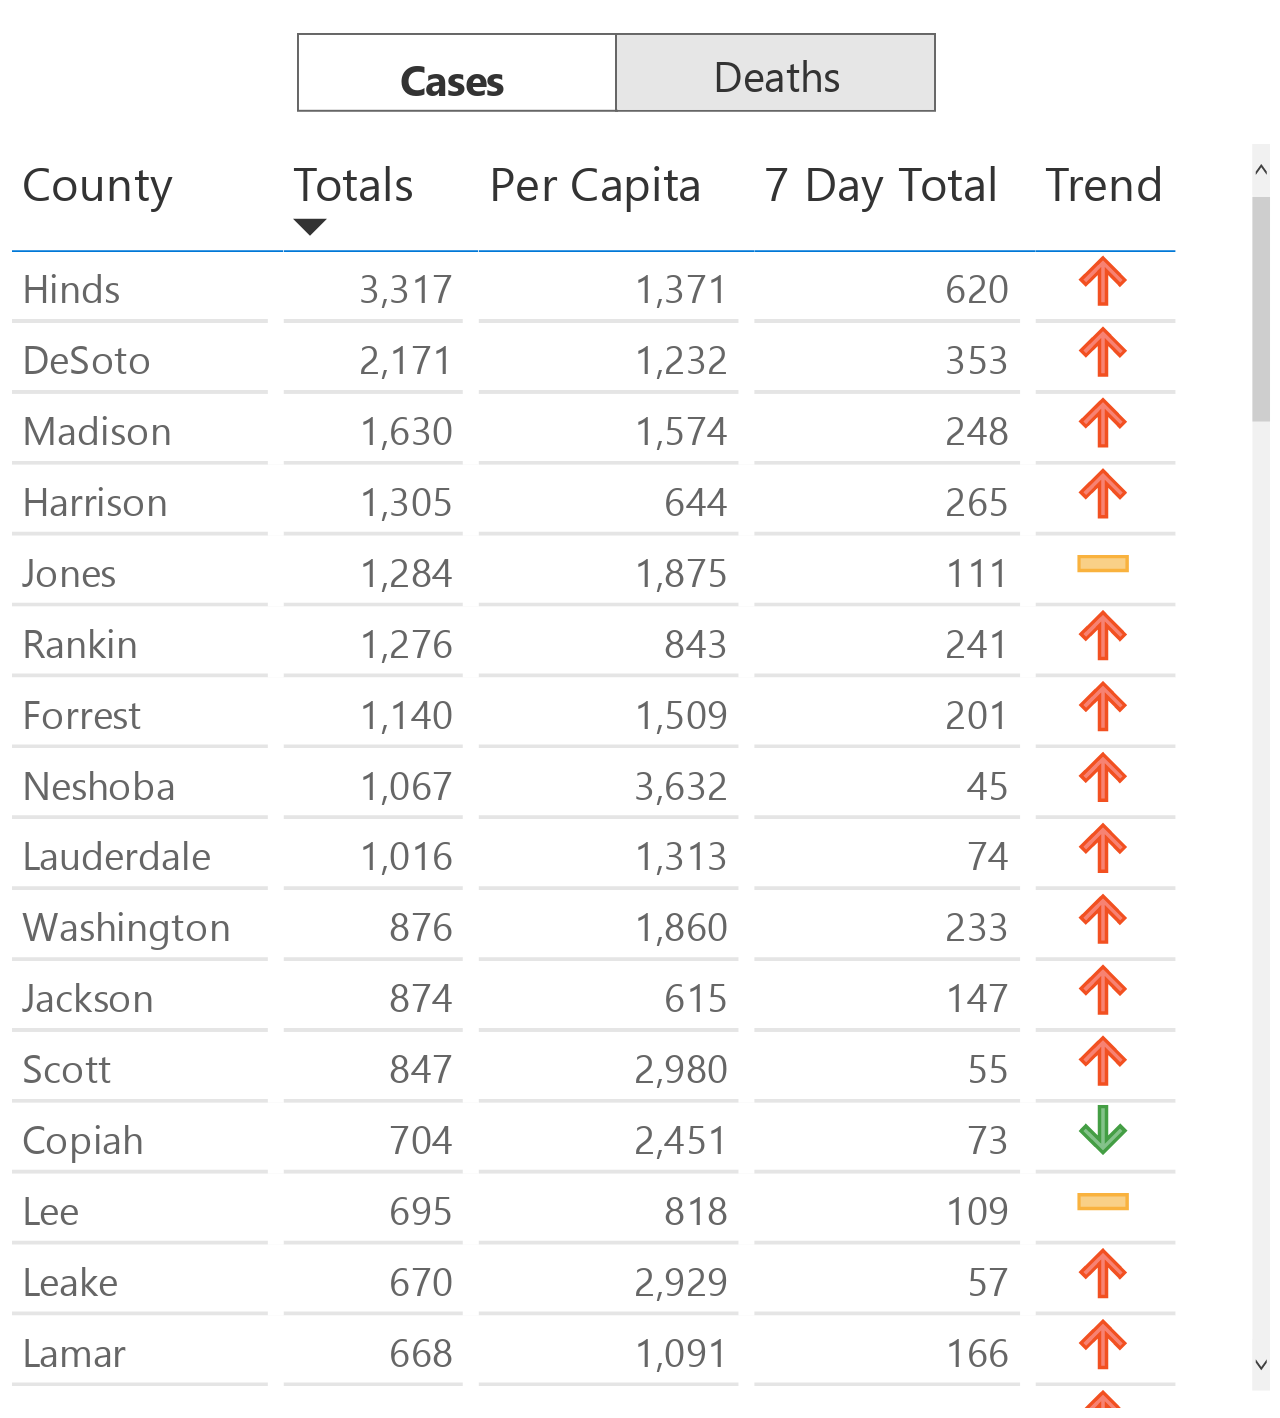 Cases Deaths
County Totals Per Capita 7 Day Total Trend
Hinds 3,317 1,371 620
DeSoto 2,171 1,232 353
Madison 1,630 1,574 248
Harrison 1,305 644 265
Jones 1,284 1,875 111
Rankin 1,276 843 241
Forrest 1,140 1,509 201
Neshoba 1,067 3,632 45
Lauderdale 1,016 1,313 74
Washington 876 1,860 233
Jackson 874 615 147
Scott 847 2,980 55
Copiah 704 2,451 73
Lee 695 818 109
Leake 670 2,929 57
Lamar 668 1,091 166